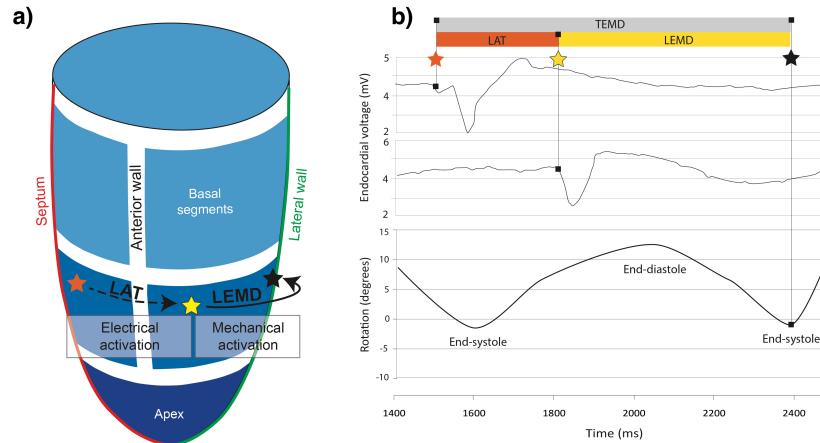 a)
Septum
Anterior wall
Basal
segments
Lateral wall
LAT
LEMD
Electrical
activation
Mechanical
activation
Apex
b)
TEMD
LAT
LEMD
Endocardial voltage (mV)
5
4
2
6
4
2
Rotation (degrees)
15
10
5
0
-5
-10
End-systole
End-diastole
End-systole
1400
1600
1800
2000
2200
2400
Time (ms)